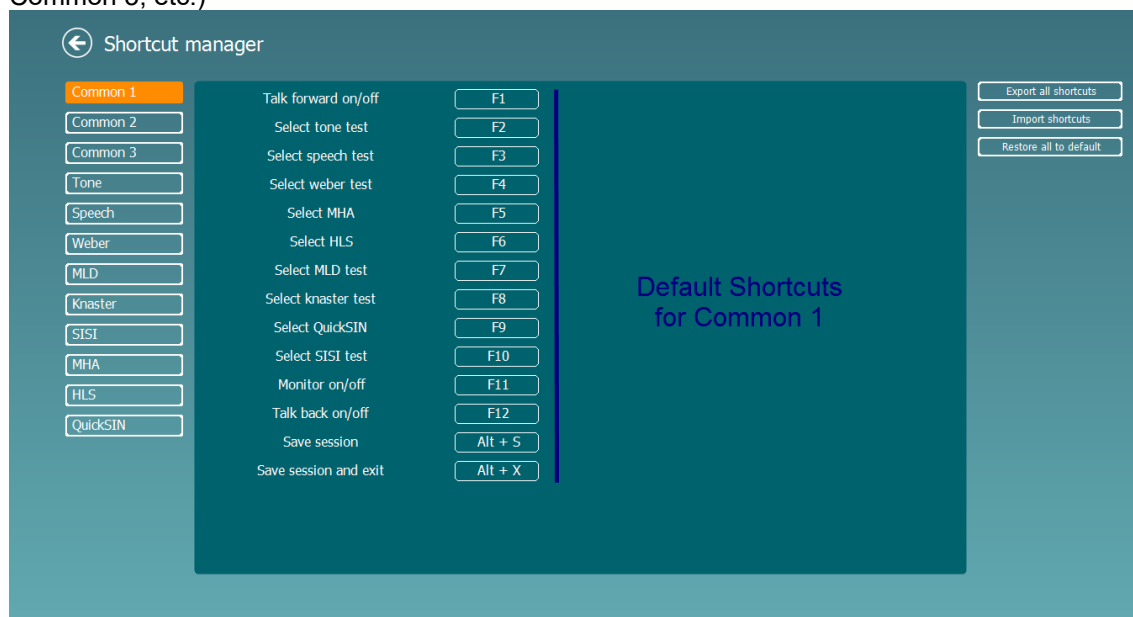 Common 3, etc.)
Shortcut manager
Common 1
Common 2
Common 3
Tone
Speech
Weber
MLD
Knaster
SISI
MHA
HLS
QuickSIN
Talk forward on/off F1
Select tone test F2
Select speech test F3
Select weber test F4
Select MHA F5
Select HLS F6
Select MLD test F7
Select knaster test F8
Select QuickSIN F9
Select SISI test F10
Monitor on/off F11
Talk back on/off F12
Save session Alt + S
Save session and exit Alt + X
Default Shortcuts
for Common 1
Export all shortcuts
Import shortcuts
Restore all to default